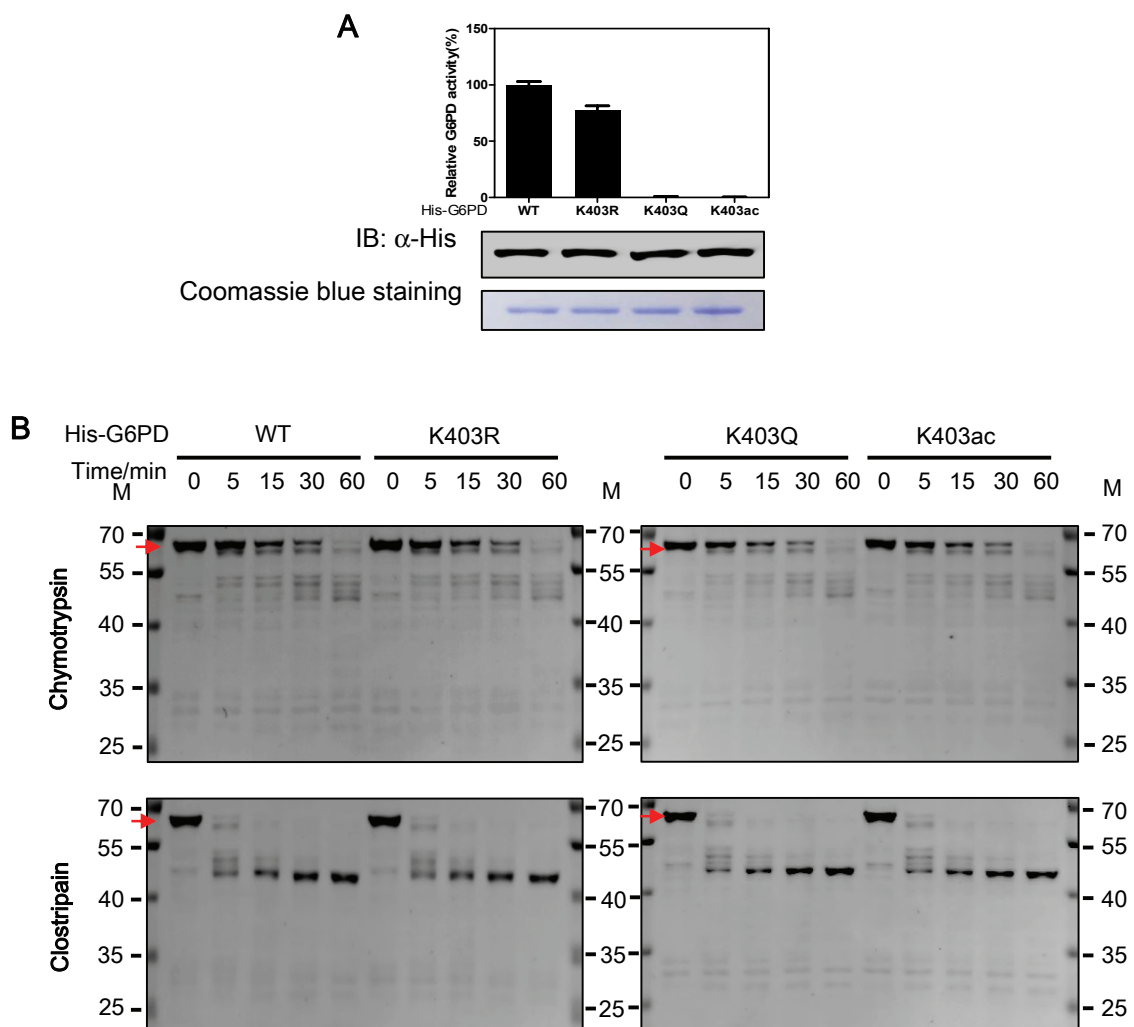 A
Relative G6PD activity(%)
150
100
50
0
His-G6PD WT K403R K403Q K403ac
IB: α-His
Coomassie blue staining
B
His-G6PD WT K403R K403Q K403ac
Time/min 0 5 15 30 60 0 5 15 30 60 0 5 15 30 60 0 5 15 30 60
M M M
Chymotrypsin
70 70 70
55 55 55
40 40 40
35 35 35
25 25 25
Clostripain
70 70 70
55 55 55
40 40 40
35 35 35
25 25 25